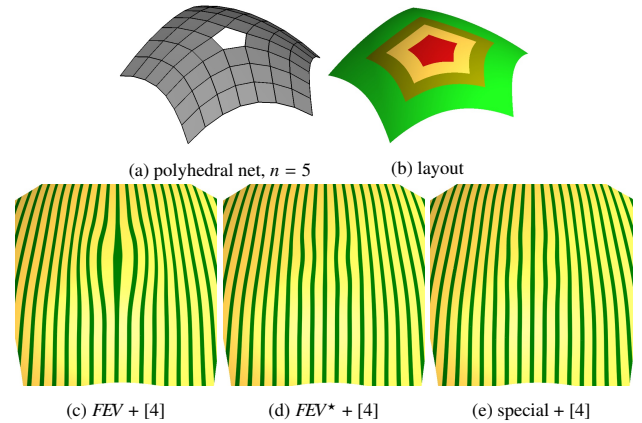 (a) polyhedral net, n = 5
(b) layout
(c) FEV + [4]
(d) FEV⋆ + [4]
(e) special + [4]